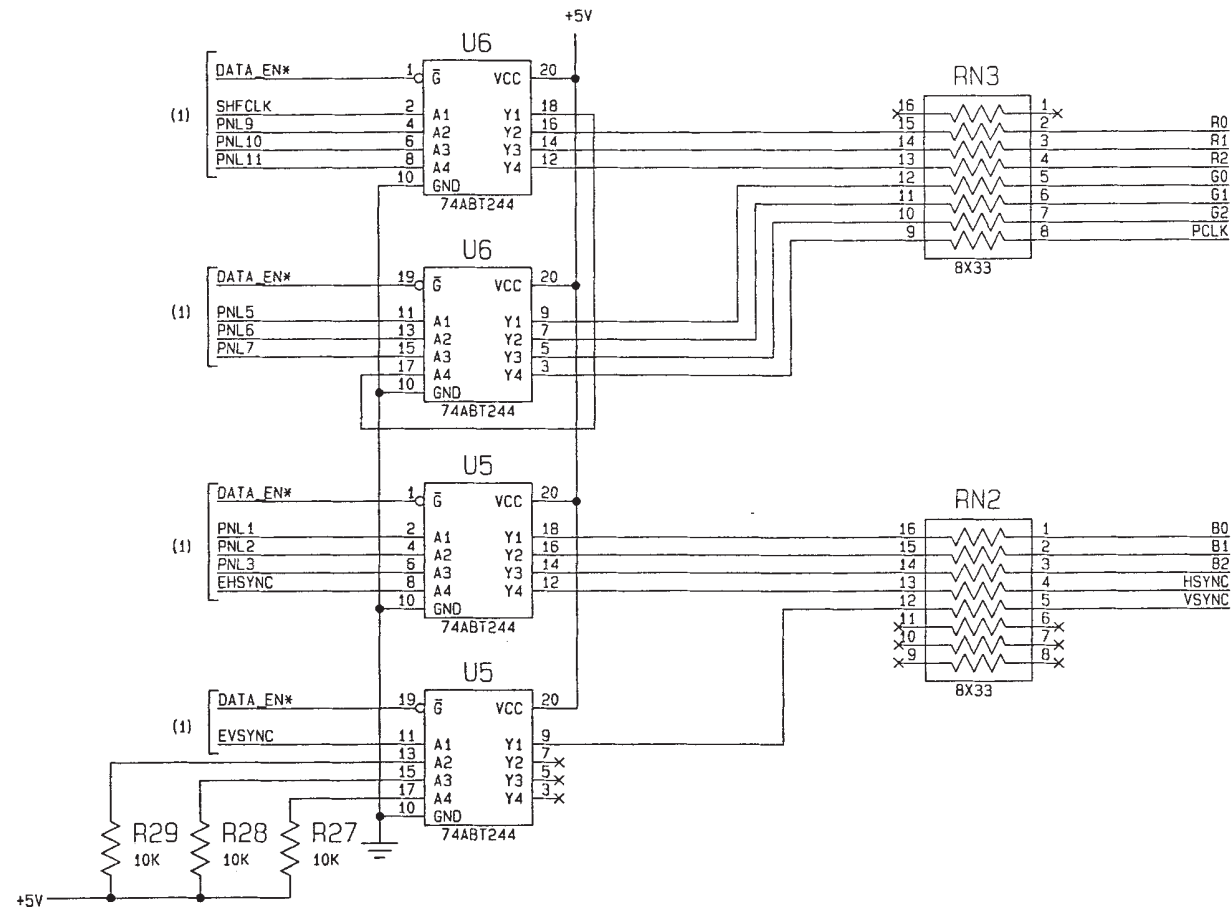 +5V
U6
DATA_EN* 1 G VCC 20
(1)
SHFCLK 2 A1 Y1 18
PNL9 4 A2 Y2 16
PNL10 6 A3 Y3 14
PNL11 8 A4 Y4 12
10 GND
74ABT244
RN3
16 1
15 2 R0
14 3 R1
13 4 R2
12 5 G0
11 6 G1
10 7 G2
9 8 PCLK
8X33
U6
DATA_EN* 19 G VCC 20
(1)
PNL5 11 A1 Y1 9
PNL6 13 A2 Y2 7
PNL7 15 A3 Y3 5
17 A4 Y4 3
10 GND
74ABT244
U5
DATA_EN* 1 G VCC 20
(1)
PNL1 2 A1 Y1 18
PNL2 4 A2 Y2 16
PNL3 6 A3 Y3 14
EHSYNC 8 A4 Y4 12
10 GND
74ABT244
RN2
16 1 B0
15 2 B1
14 3 B2
13 4 HSYNC
12 5 VSYNC
11 6
10 7
9 8
8X33
U5
DATA_EN* 19 G VCC 20
(1)
EVSYNC 11 A1 Y1 9
13 A2 Y2 7
15 A3 Y3 5
17 A4 Y4 3
10 GND
74ABT244
R29 R28 R27
10K 10K 10K
+5V